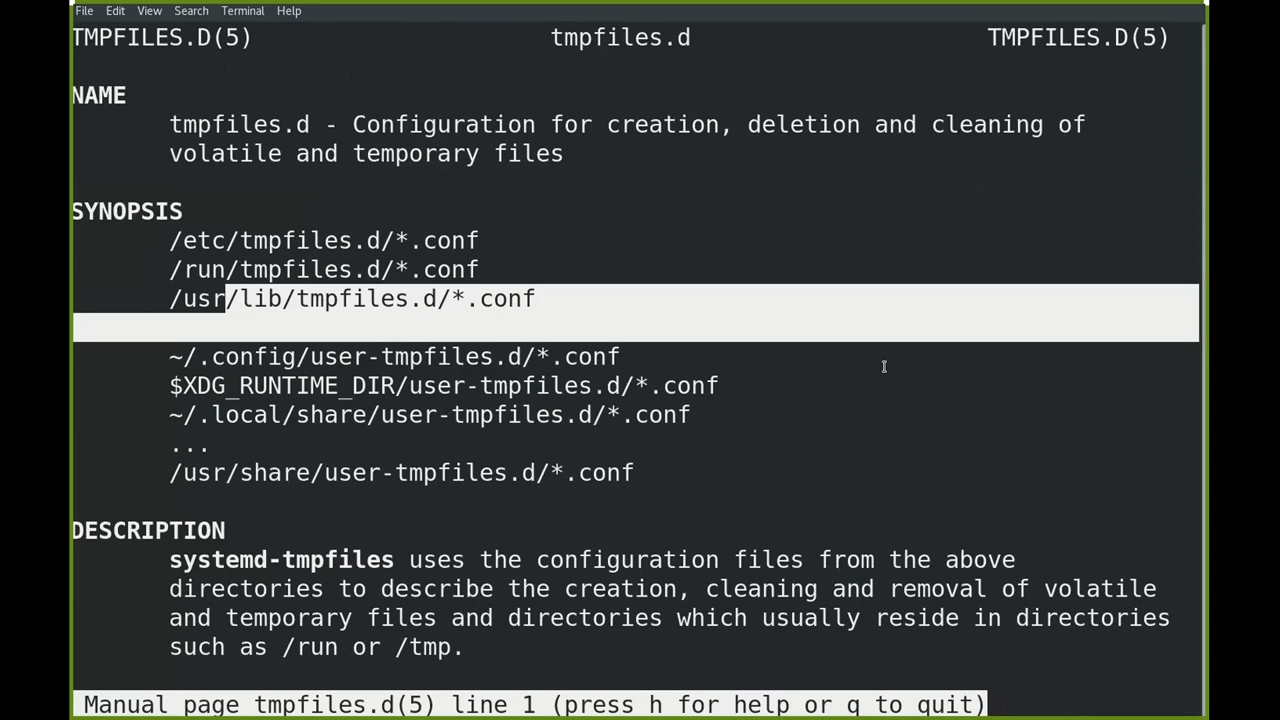 File Edit View Search Terminal Help
TMPFILES.D(5) tmpfiles.d TMPFILES.D(5)
NAME
tmpfiles.d - Configuration for creation, deletion and cleaning of
volatile and temporary files
SYNOPSIS
/etc/tmpfiles.d/*.conf
/run/tmpfiles.d/*.conf
/usr/lib/tmpfiles.d/*.conf
~/.config/user-tmpfiles.d/*.conf
$XDG_RUNTIME_DIR/user-tmpfiles.d/*.conf
~/.local/share/user-tmpfiles.d/*.conf
...
/usr/share/user-tmpfiles.d/*.conf
DESCRIPTION
systemd-tmpfiles uses the configuration files from the above
directories to describe the creation, cleaning and removal of volatile
and temporary files and directories which usually reside in directories
such as /run or /tmp.
Manual page tmpfiles.d(5) line 1 (press h for help or q to quit)